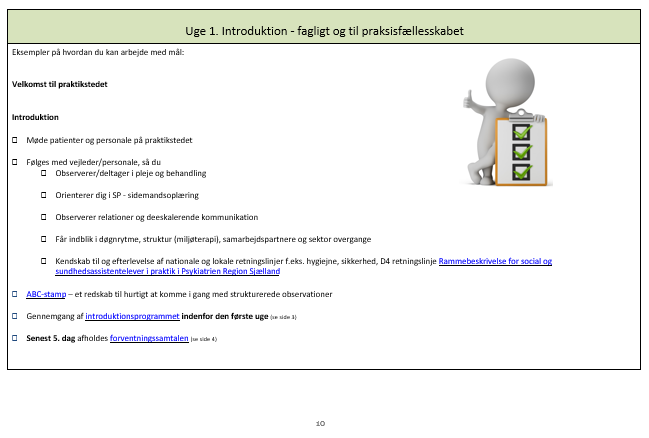 Uge 1. Introduktion - fagligt og til praksisfællesskabet
Eksempler på hvordan du kan arbejde med mål:
Velkomst til praktikstedet
Introduktion
Møde patienter og personale på praktikstedet
Følges med vejleder/personale, så du
Observerer/deltager i pleje og behandling
Orienterer dig i SP - sidemandsoplæring
Observerer relationer og deeskalerende kommunikation
Får indblik i døgnrytme, struktur (miljøterapi), samarbejdspartnere og sektor overgange
Kendskab til og efterlevelse af nationale og lokale retningslinjer f.eks. hygiejne, sikkerhed, D4 retningslinje Rammebeskrivelse for social og
sundhedsassistentelever i praktik i Psykiatrien Region Sjælland
ABC-stamp – et redskab til hurtigt at komme i gang med strukturerede observationer
Gennemgang af introduktionsprogrammet indenfor den første uge (se side 3)
Senest 5. dag afholdes forventningssamtalen (se side 4)
10